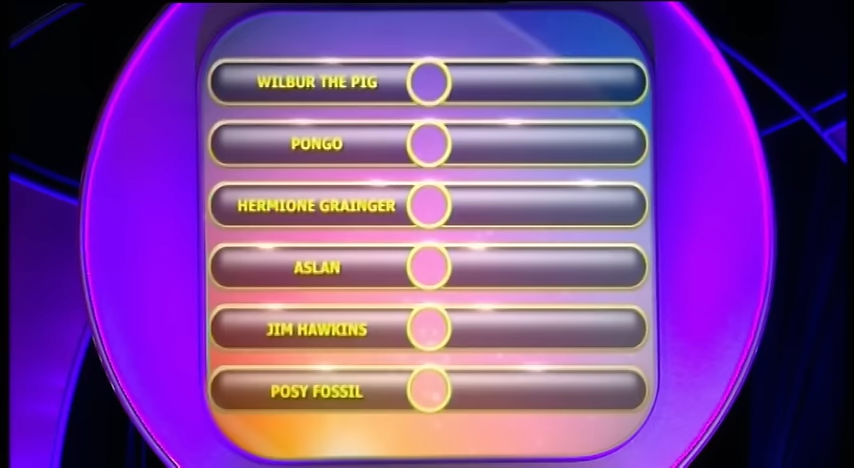 WILBUR THE PIG
PONGO
HERMIONE GRAINGER
ASLAN
JIM HAWKINS
POSY FOSSIL